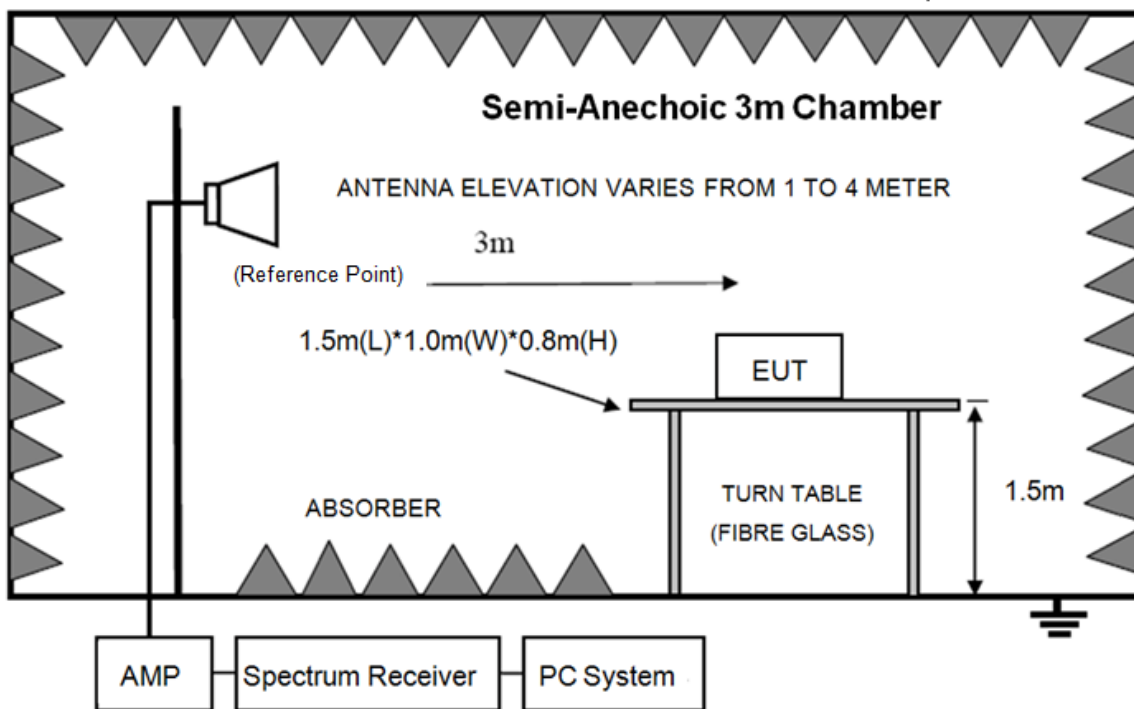 Semi-Anechoic 3m Chamber
ANTENNA ELEVATION VARIES FROM 1 TO 4 METER
3m
(Reference Point)
1.5m(L)*1.0m(W)*0.8m(H)
EUT
1.5m
TURN TABLE
(FIBRE GLASS)
ABSORBER
AMP
Spectrum Receiver
PC System